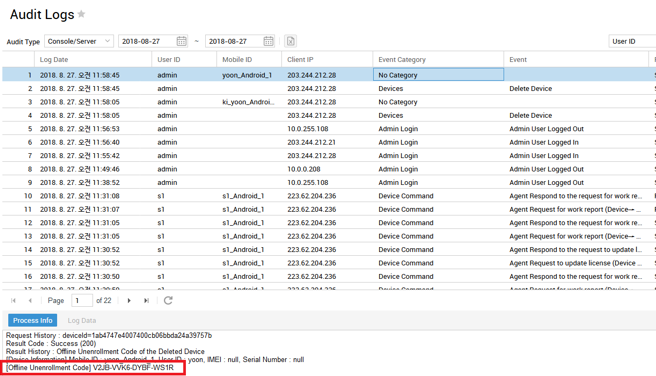 Audit Logs
Audit Type Console/Server 2018-08-27 ~ 2018-08-27 User ID
Log Date User ID Mobile ID Client IP Event Category Event
1 2018. 8. 27. 오전 11:58:45 admin yoon_Android_1 203.244.212.28 No Category
2 2018. 8. 27. 오전 11:58:45 admin 203.244.212.28 Devices Delete Device
3 2018. 8. 27. 오전 11:58:05 admin ki_yoon_Androi... 203.244.212.28 No Category
4 2018. 8. 27. 오전 11:58:05 admin 203.244.212.28 Devices Delete Device
5 2018. 8. 27. 오전 11:56:53 admin 10.0.255.108 Admin Login Admin User Logged Out
6 2018. 8. 27. 오전 11:56:40 admin 203.244.212.21 Admin Login Admin User Logged In
7 2018. 8. 27. 오전 11:55:42 admin 203.244.212.28 Admin Login Admin User Logged In
8 2018. 8. 27. 오전 11:49:46 admin 10.0.0.208 Admin Login Admin User Logged Out
9 2018. 8. 27. 오전 11:38:52 admin 10.0.255.108 Admin Login Admin User Logged Out
10 2018. 8. 27. 오전 11:31:08 s1 s1_Android_1 223.62.204.236 Device Command Agent Respond to the request for work re...
11 2018. 8. 27. 오전 11:31:07 s1 s1_Android_1 223.62.204.236 Device Command Agent Request for work report (Device→ ...
13 2018. 8. 27. 오전 11:31:05 s1 s1_Android_1 223.62.204.236 Device Command Agent Request for work report (Device→ ...
14 2018. 8. 27. 오전 11:30:52 s1 s1_Android_1 223.62.204.236 Device Command Agent Respond to the request to update l...
15 2018. 8. 27. 오전 11:30:52 s1 s1_Android_1 223.62.204.236 Device Command Agent Request to update license (Device ...
16 2018. 8. 27. 오전 11:30:50 s1 s1_Android_1 223.62.204.236 Device Command Agent Respond to the request for work re...
17 2018. 8. 27. 오전 11:30:50 s1 s1_Android_1 223.62.204.236 Device Command Agent Request for work report (Device→ ...
Page 1 of 22
Process Info Log Data
Request History : deviceId=1ab4747e4007400cb06bbda24a39757b
Result Code : Success (200)
Result History : Offline Unenrollment Code of the Deleted Device
[Device Information] Mobile ID : yoon_Android_1, User ID : yoon, IMEI : null, Serial Number : null
[Offline Unenrollment Code] V2JB-VVK6-DYBF-WS1R